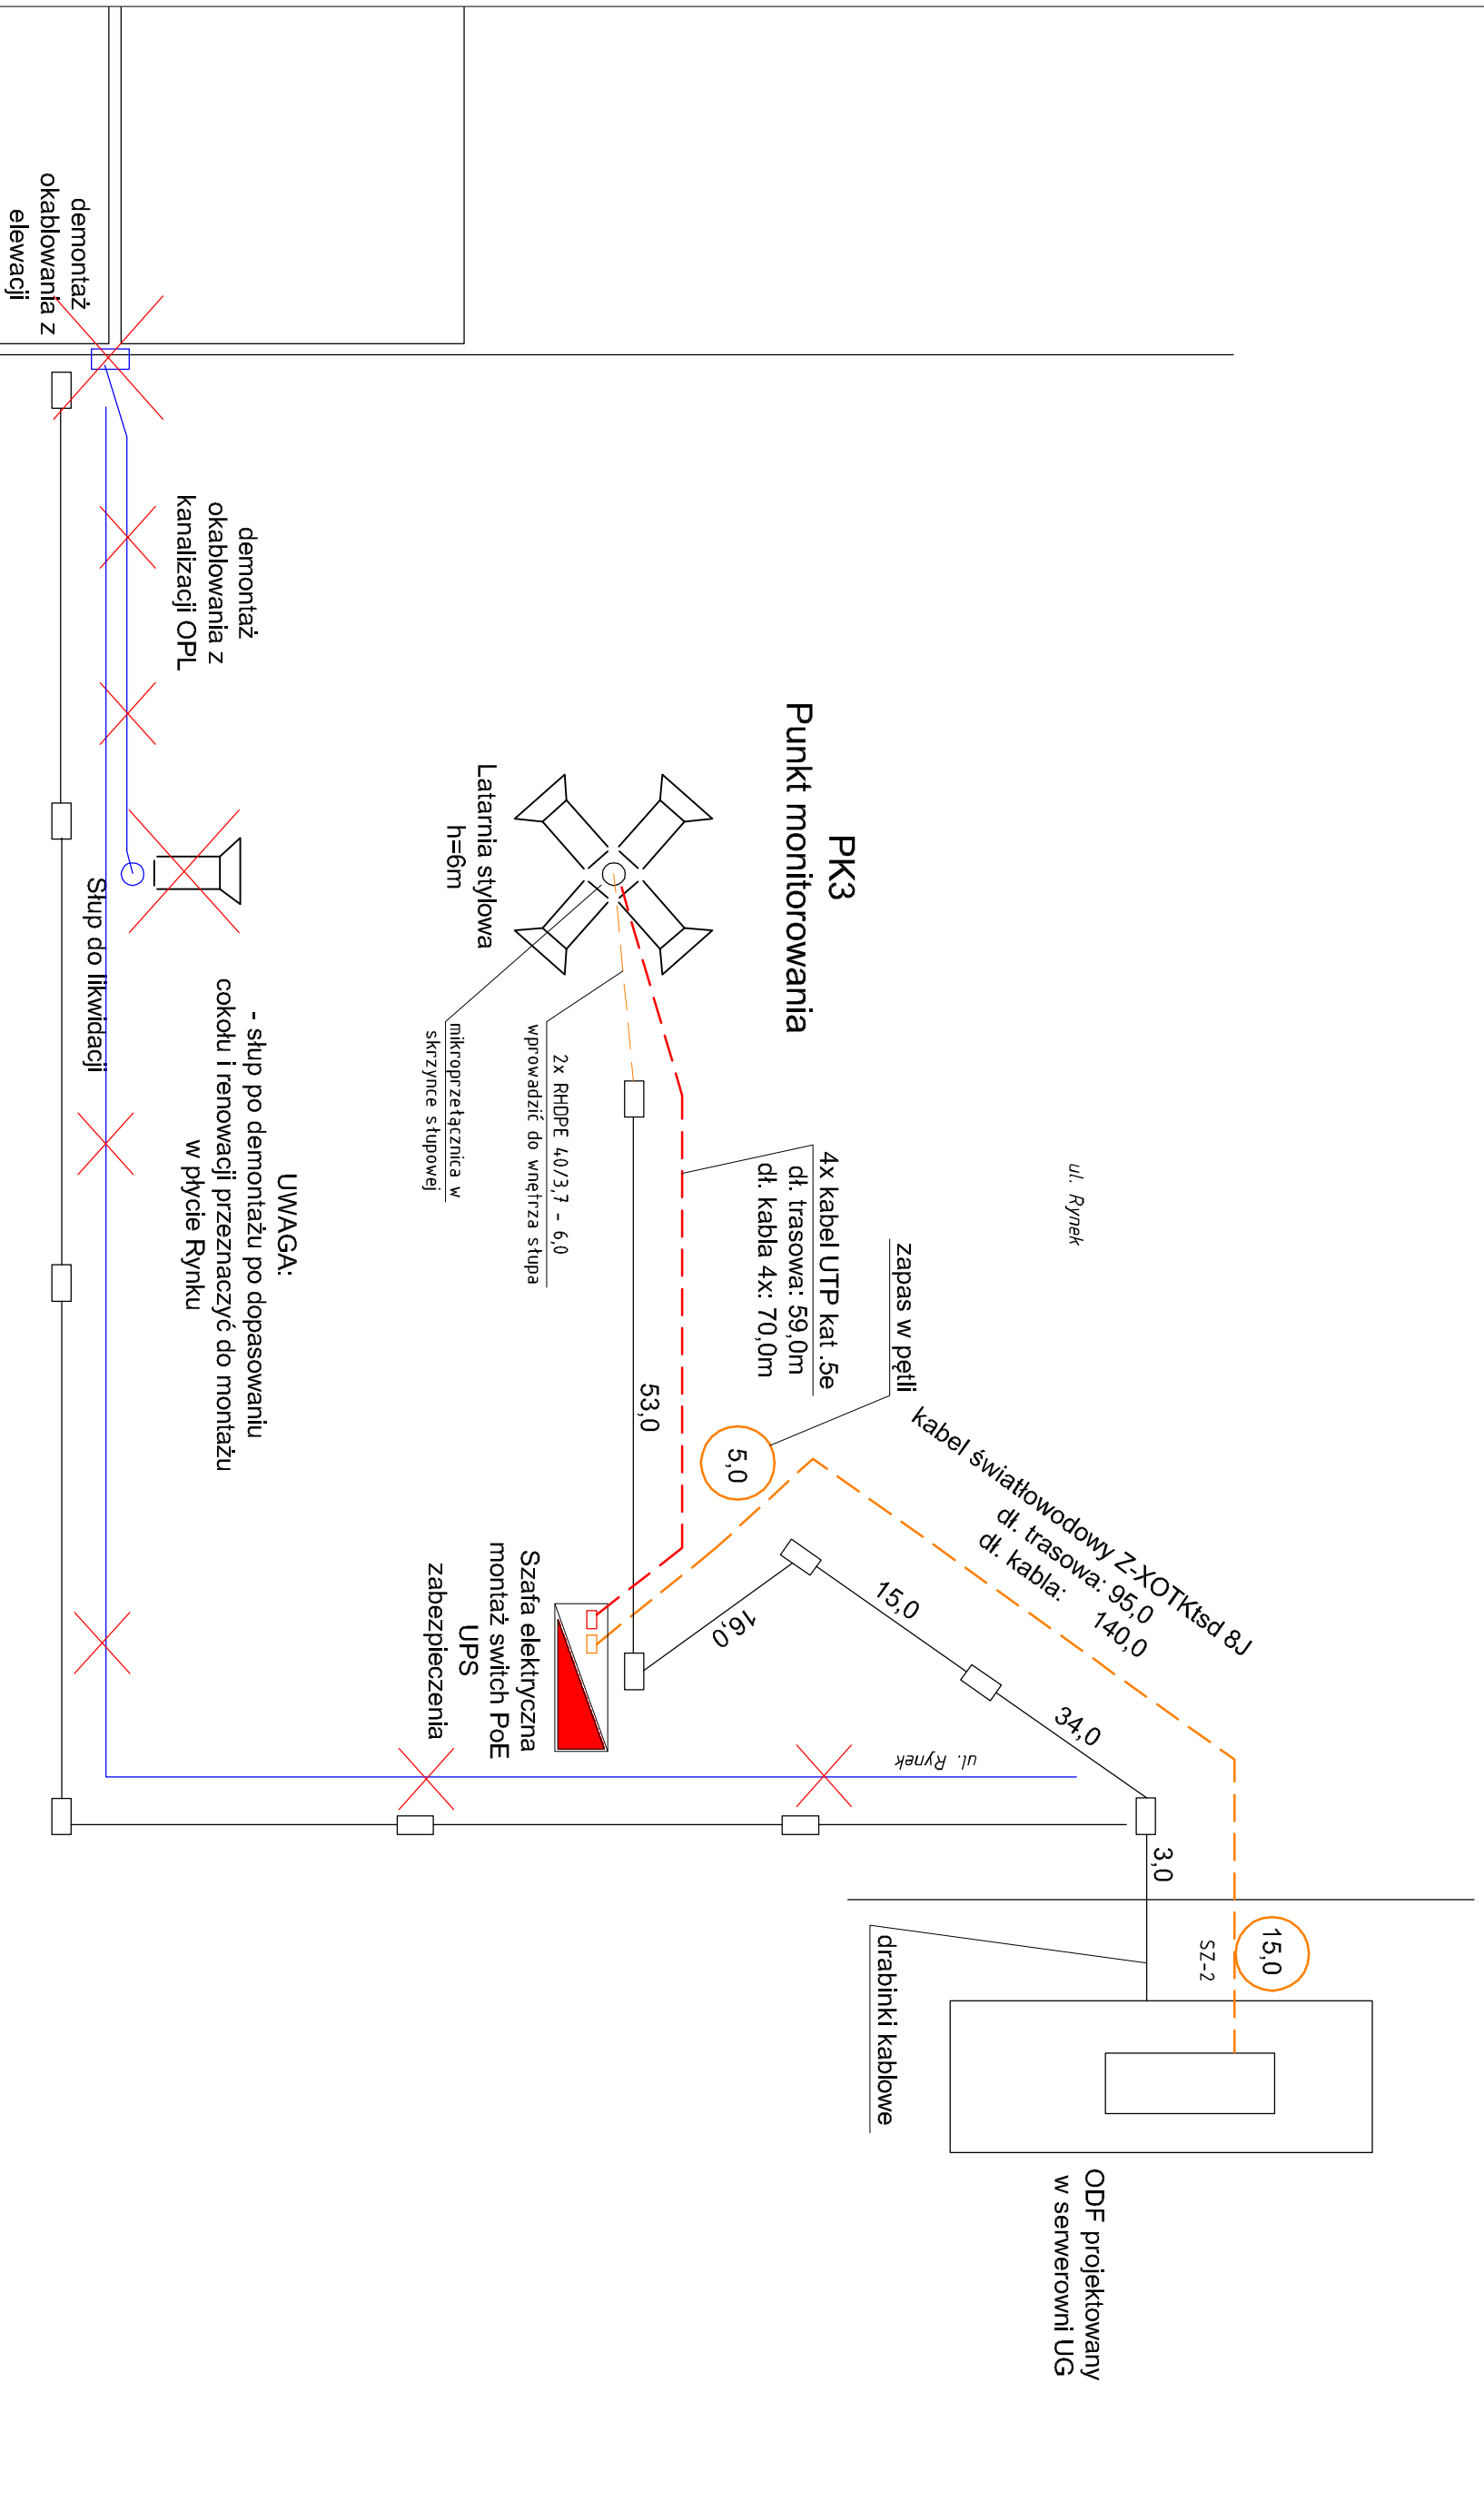 PK3
Punkt monitorowania
Latarnia stylowa
h=6m
ul. Rynek
4x kabel UTP kat .5e
dł. trasowa: 59,0m
dł. kabla 4x: 70,0m
zapas w pętli
5,0
kabel światłowodowy Z-XOTKtsd 8J
dł. trasowa: 95,0
dł. kabla: 140,0
2x RHDPE 40/3,7 - 6,0
wprowadzić do wnętrza słupa
mikroprzełącznica w
skrzynce słupowej
53,0
16,0
15,0
34,0
3,0
15,0
SZ-2
ul. Rynek
drabinki kablowe
ODF projektowany
w serwerowni UG
Szafa elektryczna
montaż switch PoE
UPS
zabezpieczenia
demontaż
okablowania z
elewacji
demontaż
okablowania z
kanalizacji OPL
Słup do likwidacji
UWAGA:
- słup po demontażu po dopasowaniu
cokołu i renowacji przeznaczyć do montażu
w płycie Rynku